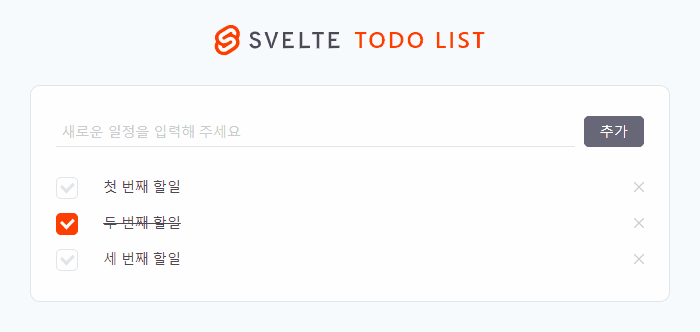 SVELTE TODO LIST
새로운 일정을 입력해 주세요
추가
첫 번째 할일
두 번째 할일
세 번째 할일